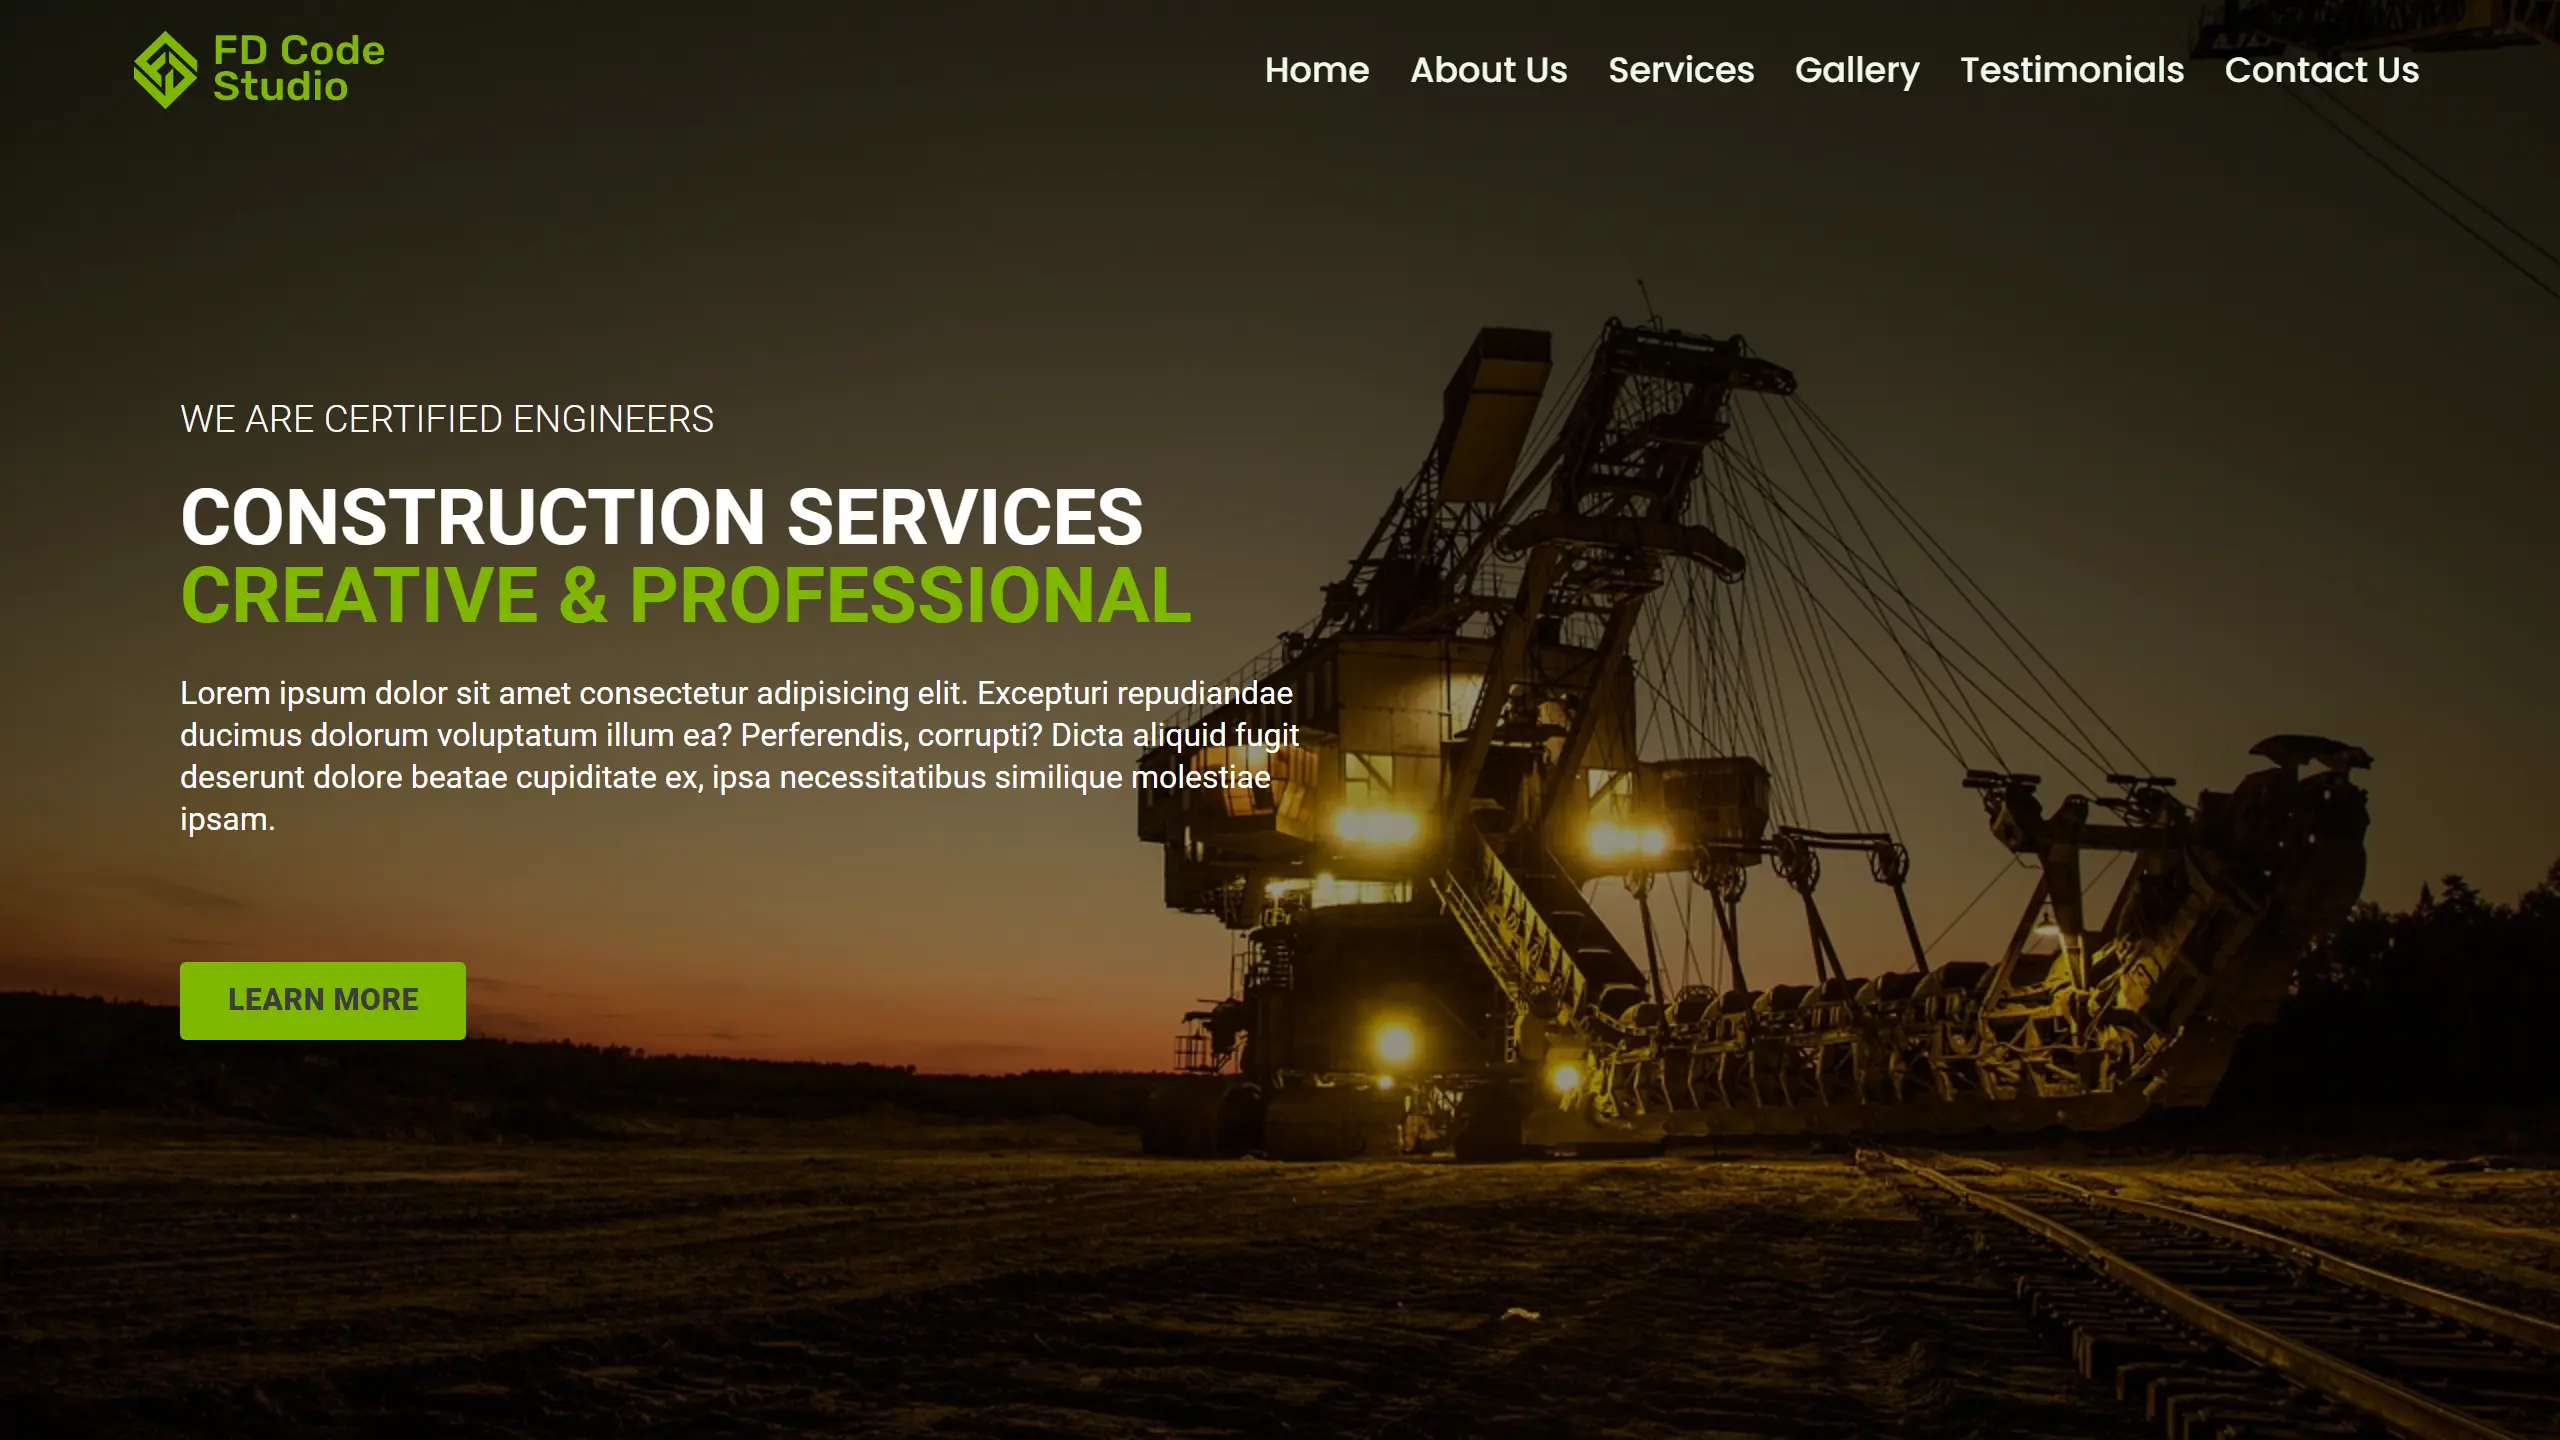 FD Code
Studio
Home About Us Services Gallery Testimonials Contact Us
WE ARE CERTIFIED ENGINEERS
CONSTRUCTION SERVICES
CREATIVE & PROFESSIONAL
Lorem ipsum dolor sit amet consectetur adipisicing elit. Excepturi repudiandae
ducimus dolorum voluptatum illum ea? Perferendis, corrupti? Dicta aliquid fugit
deserunt dolore beatae cupiditate ex, ipsa necessitatibus similique molestiae
ipsam.
LEARN MORE